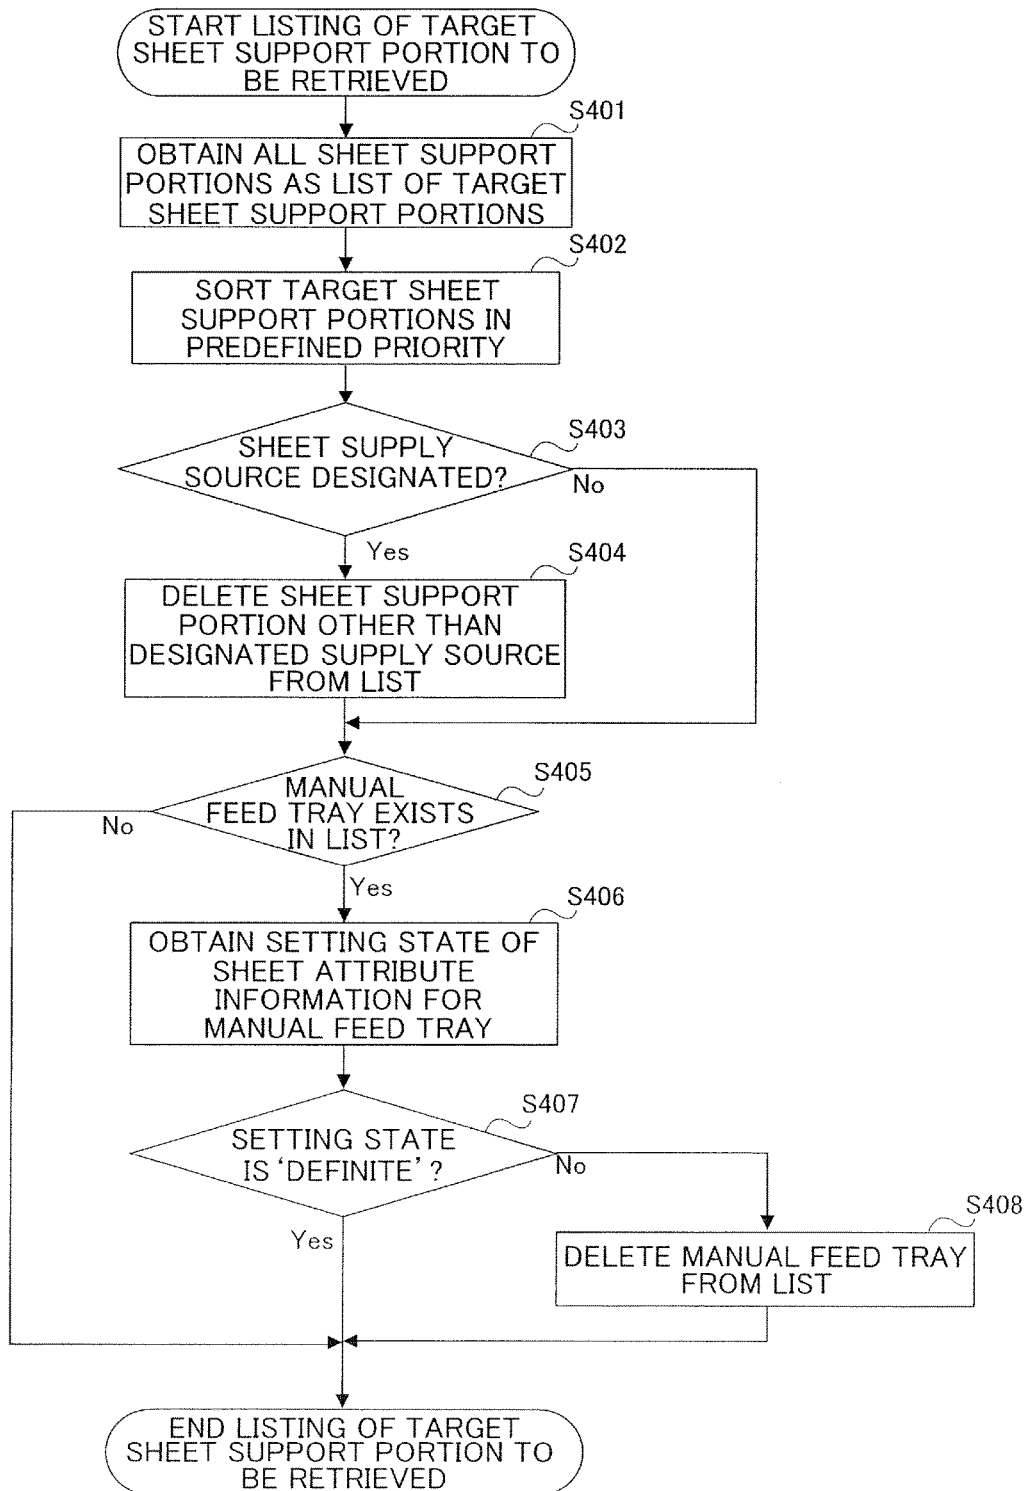 START LISTING OF TARGET
SHEET SUPPORT PORTION TO
BE RETRIEVED
S401
OBTAIN ALL SHEET SUPPORT
PORTIONS AS LIST OF TARGET
SHEET SUPPORT PORTIONS
S402
SORT TARGET SHEET
SUPPORT PORTIONS IN
PREDEFINED PRIORITY
S403
SHEET SUPPLY
SOURCE DESIGNATED?
No
Yes
S404
DELETE SHEET SUPPORT
PORTION OTHER THAN
DESIGNATED SUPPLY SOURCE
FROM LIST
S405
MANUAL
FEED TRAY EXISTS
IN LIST?
No
Yes
S406
OBTAIN SETTING STATE OF
SHEET ATTRIBUTE
INFORMATION FOR
MANUAL FEED TRAY
S407
SETTING STATE
IS 'DEFINITE' ?
No
Yes
S408
DELETE MANUAL FEED TRAY
FROM LIST
END LISTING OF TARGET
SHEET SUPPORT PORTION TO
BE RETRIEVED